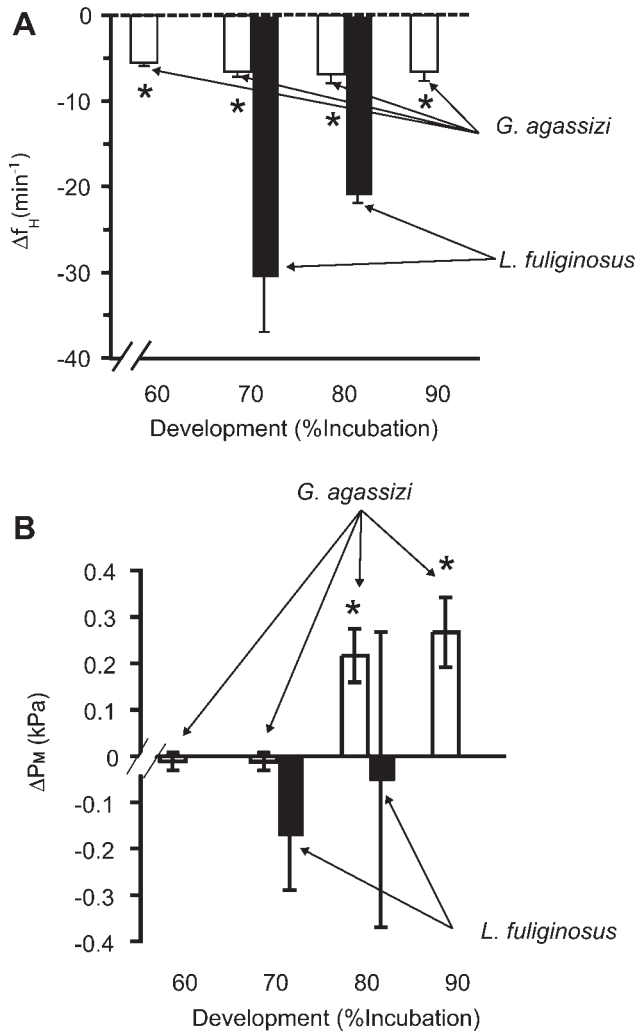 A
0
-10
-20
-30
-40
Δf_H(min⁻¹)
*
*
*
*
G. agassizi
L. fuliginosus
60 70 80 90
Development (%Incubation)
G. agassizi
B
0.4
0.3
0.2
0.1
0
-0.1
-0.2
-0.3
-0.4
ΔPM (kPa)
*
*
L. fuliginosus
60 70 80 90
Development (%Incubation)